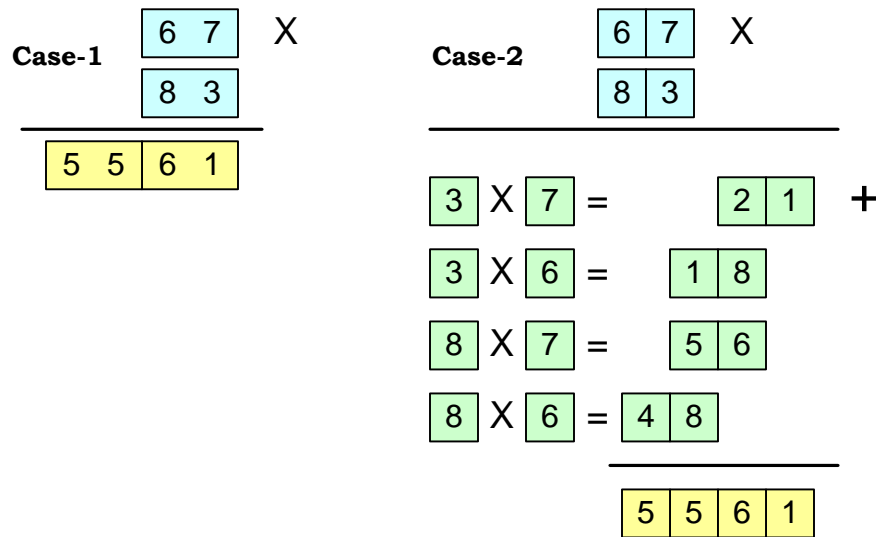 Case-1
6 7 X
8 3
5 5 6 1
Case-2
6 7 X
8 3
3 X 7 = 2 1 +
3 X 6 = 1 8
8 X 7 = 5 6
8 X 6 = 4 8
5 5 6 1